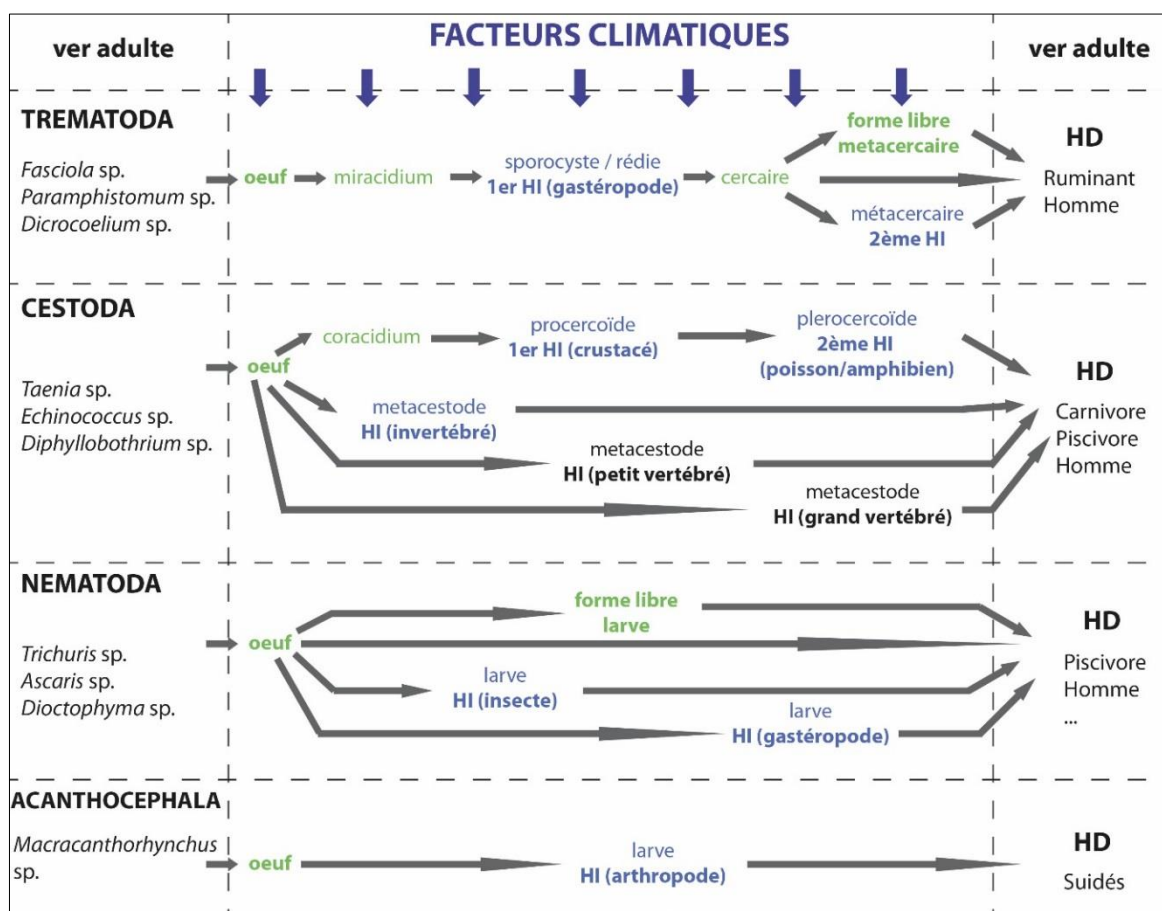 ver adulte
FACTEURS CLIMATIQUES
ver adulte
TREMATODA
Fasciola sp.
Paramphistomum sp.
Dicrocoelium sp.
oeuf
miracidium
sporocyste / rédie
1er HI (gastéropode)
cercaire
forme libre
metacercaire
métacercaire
2ème HI
HD
Ruminant
Homme
CESTODA
Taenia sp.
Echinococcus sp.
Diphyllobothrium sp.
oeuf
coracidium
procercoïde
1er HI (crustacé)
plerocercoïde
2ème HI
(poisson/amphibien)
metacestode
HI (invertébré)
metacestode
HI (petit vertébré)
metacestode
HI (grand vertébré)
HD
Carnivore
Piscivore
Homme
NEMATODA
Trichuris sp.
Ascaris sp.
Dioctophyma sp.
oeuf
forme libre
larve
larve
HI (insecte)
larve
HI (gastéropode)
HD
Piscivore
Homme
...
ACANTHOCEPHALA
Macracanthorhynchus
sp.
oeuf
larve
HI (arthropode)
HD
Suidés